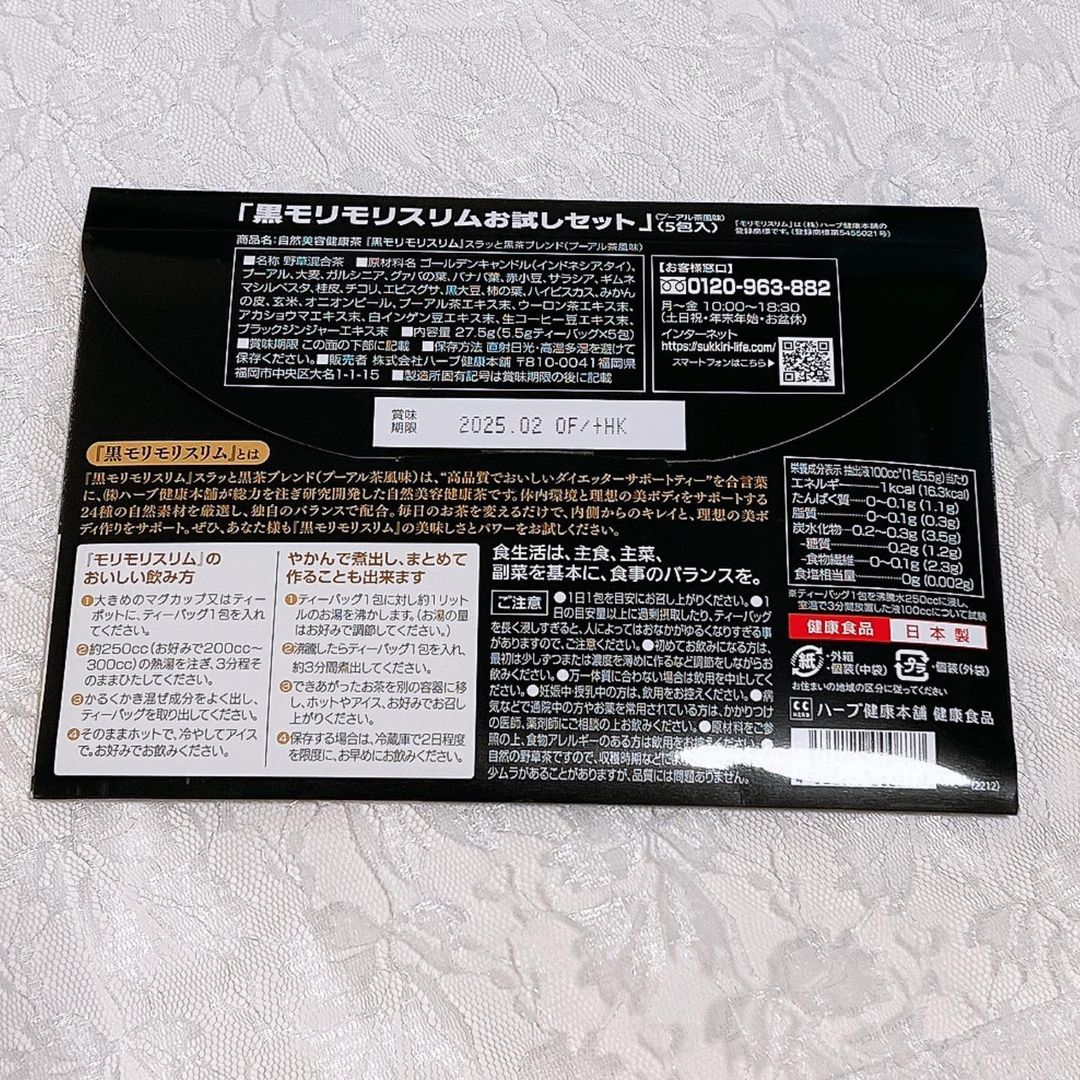 「黒モリモリスリムお試しセット」(プーアル茶風味)(5包入)
「モリモリスリム」は(株)ハーブ健康本舗の
登録商標です。(登録商標第5455021号)
商品名:自然美容健康茶『黒モリモリスリム』スラッと黒茶ブレンド(プーアル茶風味)
■名称 野草混合茶 ■原材料名 ゴールデンキャンドル(インドネシア、タイ)、
プーアル、大麦、ガルシニア、グァバの葉、バナバ葉、赤小豆、サラシア、ギムネ
マシルベスタ、桂皮、チコリ、エビスグサ、黒大豆、柿の葉、ハイビスカス、みかん
の皮、玄米、オニオンピール、プーアル茶エキス末、ウーロン茶エキス末、
アカショウマエキス末、白インゲン豆エキス末、生コーヒー豆エキス末、
ブラックジンジャーエキス末 ■内容量 27.5g(5.5gティーバッグ×5包)
■賞味期限 この面の下部に記載 ■保存方法 直射日光・高温多湿を避けて
保存ください。■販売者 株式会社ハーブ健康本舗 〒810-0041福岡県
福岡市中央区大名1-1-15 ■製造所固有記号は賞味期限の後に記載
【お客様窓口】
0120-963-882
月~金 10:00~18:30
(土日祝・年末年始・お盆休)
インターネット
https://sukkiri-life.com/
スマートフォンはこちら▶
賞味
期限
2025.02 OF/+HK
『黒モリモリスリム』とは
『黒モリモリスリム』スラッと黒茶ブレンド(プーアル茶風味)は、“高品質でおいしいダイエッターサポートティー”を合言葉
に、㈱ハーブ健康本舗が総力を注ぎ研究開発した自然美容健康茶です。体内環境と理想の美ボディをサポートする
24種の自然素材を厳選し、独自のバランスで配合。毎日のお茶を変えるだけで、内側からのキレイと、理想の美ボ
ディ作りをサポート。ぜひ、あなた様も『黒モリモリスリム』の美味しさとパワーをお試しください。
『モリモリスリム』の
おいしい飲み方
❶大きめのマグカップ又はティー
ポットに、ティーバッグ1包を入れ
てください。
❷約250cc(お好みで200cc~
300cc)の熱湯を注ぎ、3分程そ
のままひたしてください。
❸かるくかき混ぜ成分をよく出し、
ティーバッグを取り出してください。
❹そのままホットで、冷やしてアイス
で。お好みでお飲みください。
やかんで煮出し、まとめて
作ることも出来ます
❶ティーバッグ1包に対し約1リット
ルのお湯を沸かします。(お湯の量
はお好みで調節してください。)
❷沸騰したらティーバッグ1包を入れ、
約3分間煮出してください。
❸できあがったお茶を別の容器に移
し、ホットやアイス、お好みでお召し
上がりください。
❹保存する場合は、冷蔵庫で2日程度
を限度に、お早めにお飲みください。
食生活は、主食、主菜、
副菜を基本に、食事のバランスを。
ご注意
●1日1包を目安にお召し上がりください。●1
日の目安量以上に過剰摂取したり、ティーバッグ
を長く浸しすぎると、人によってはおなかがゆるくなりすぎる事
がありますので、ご注意ください。●初めてお飲みになる方は、
最初は少しずつまたは濃度を薄めに作るなど調節をしながらお
飲みください。●万一体質に合わない場合は飲用を中止してく
ださい。●妊娠中・授乳中の方は、飲用をお控えください。●病
気などで通院中の方やお薬を常用されている方は、かかりつけ
の医師、薬剤師にご相談の上お飲みください。●原材料をご参
照の上、食物アレルギーのある方は飲用をお控えください。●
自然の野草茶ですので、収穫時期などに
少ムラがあることがありますが、品質には問題ありません。
栄養成分表示 抽出液100cc*(1包5.5g)当たり
エネルギー 1kcal (16.3kcal)
たんぱく質 0~0.1g (1.1g)
脂質 0~0.1g (0.3g)
炭水化物 0.2~0.3g (3.5g)
-糖質 0.2g (1.2g)
-食物繊維 0~0.1g (2.3g)
食塩相当量 0g (0.002g)
*ティーバッグ1包を沸騰水250ccに浸し、
室温で3分間放置した液100ccについて試験
健康食品 日本製
紙
・外箱
・個装(中袋)
プラ
・個装(外袋)
お住まいの地域の区分に従ってください
HERB
ハーブ健康本舗 健康食品
(2212)